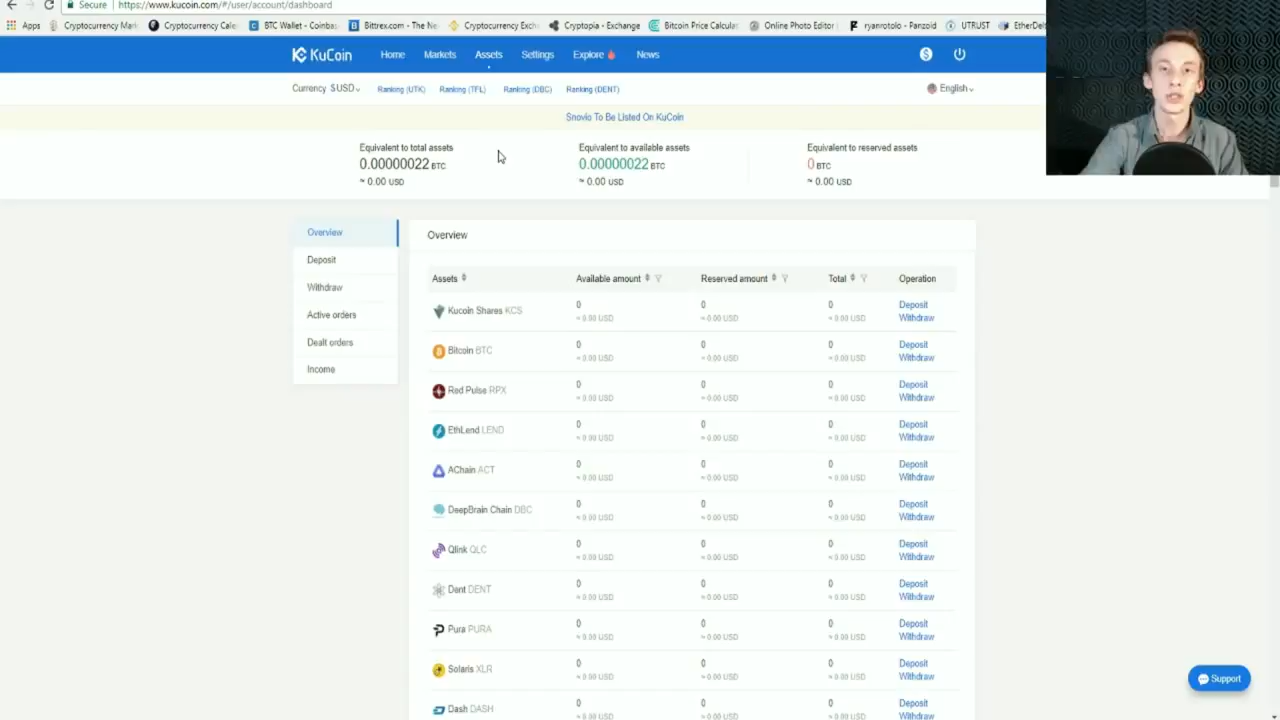 Secure https://www.kucoin.com/#/user/account/dashboard
Apps Cryptocurrency Mark Cryptocurrency Cale BTC Wallet - Coinbas Bittrex.com - The Ne Cryptocurrency Exch Cryptopia - Exchange Bitcoin Price Calculat Online Photo Editor ryanrotolo - Panzoid UTRUST EtherDel
KuCoin Home Markets Assets Settings Explore News
Currency $USD Ranking (UTK) Ranking (TFL) Ranking (DBC) Ranking (DENT) English
Snovio To Be Listed On KuCoin
Equivalent to total assets Equivalent to available assets Equivalent to reserved assets
0.00000022 BTC 0.00000022 BTC 0 BTC
≈ 0.00 USD ≈ 0.00 USD ≈ 0.00 USD
Overview
Deposit
Withdraw
Active orders
Dealt orders
Income
Overview
Assets Available amount Reserved amount Total Operation
Kucoin Shares KCS 0 0 0 Deposit
≈ 0.00 USD ≈ 0.00 USD ≈ 0.00 USD Withdraw
Bitcoin BTC 0 0 0 Deposit
≈ 0.00 USD ≈ 0.00 USD ≈ 0.00 USD Withdraw
Red Pulse RPX 0 0 0 Deposit
≈ 0.00 USD ≈ 0.00 USD ≈ 0.00 USD Withdraw
EthLend LEND 0 0 0 Deposit
≈ 0.00 USD ≈ 0.00 USD ≈ 0.00 USD Withdraw
AChain ACT 0 0 0 Deposit
≈ 0.00 USD ≈ 0.00 USD ≈ 0.00 USD Withdraw
DeepBrain Chain DBC 0 0 0 Deposit
≈ 0.00 USD ≈ 0.00 USD ≈ 0.00 USD Withdraw
Qlink QLC 0 0 0 Deposit
≈ 0.00 USD ≈ 0.00 USD ≈ 0.00 USD Withdraw
Dent DENT 0 0 0 Deposit
≈ 0.00 USD ≈ 0.00 USD ≈ 0.00 USD Withdraw
Pura PURA 0 0 0 Deposit
≈ 0.00 USD ≈ 0.00 USD ≈ 0.00 USD Withdraw
Solaris XLR 0 0 0 Deposit
≈ 0.00 USD ≈ 0.00 USD ≈ 0.00 USD Withdraw
Dash DASH 0 0 0 Deposit
≈ 0.00 USD ≈ 0.00 USD ≈ 0.00 USD Withdraw
Support